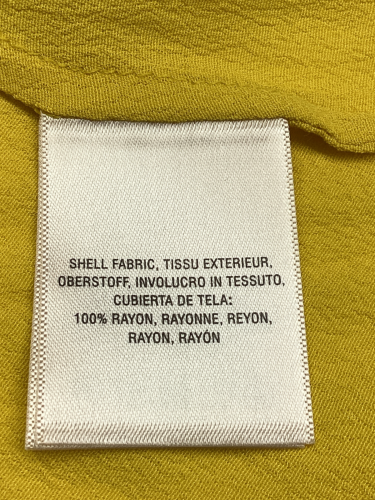 SHELL FABRIC, TISSU EXTERIEUR,
OBERSTOFF, INVOLUCRO IN TESSUTO,
CUBIERTA DE TELA:
100% RAYON, RAYONNE, REYON,
RAYON, RAYÓN